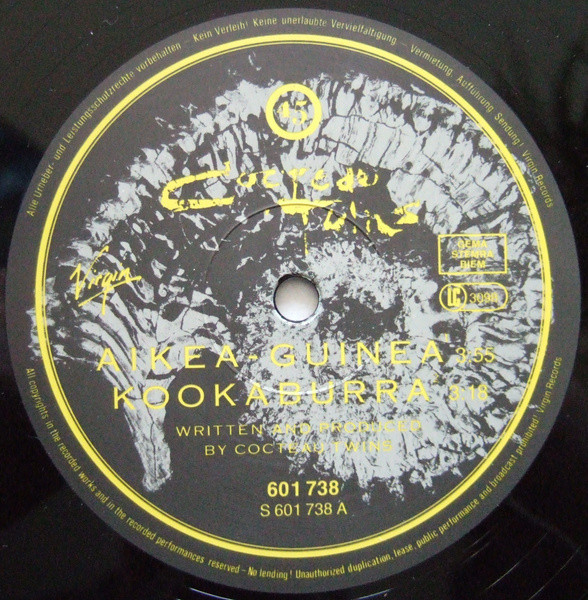 Alle Urheber- und Leistungsschutzrechte vorbehalten - Kein Verleih! Keine unerlaubte Vervielfältigung - Vermietung, Aufführung, Sendung! Virgin Records
45
Cocteau
Twins
Virgin
GEMA
STEMRA
BIEM
LC 3098
AIKEA-GUINEA 3:55
KOOKABURRA 3:18
WRITTEN AND PRODUCED
BY COCTEAU TWINS
601 738
S 601 738 A
All copyrights in the recorded works and in the recorded performances reserved - No lending! Unauthorized duplication, lease, public performance and broadcast prohibited! Virgin Records